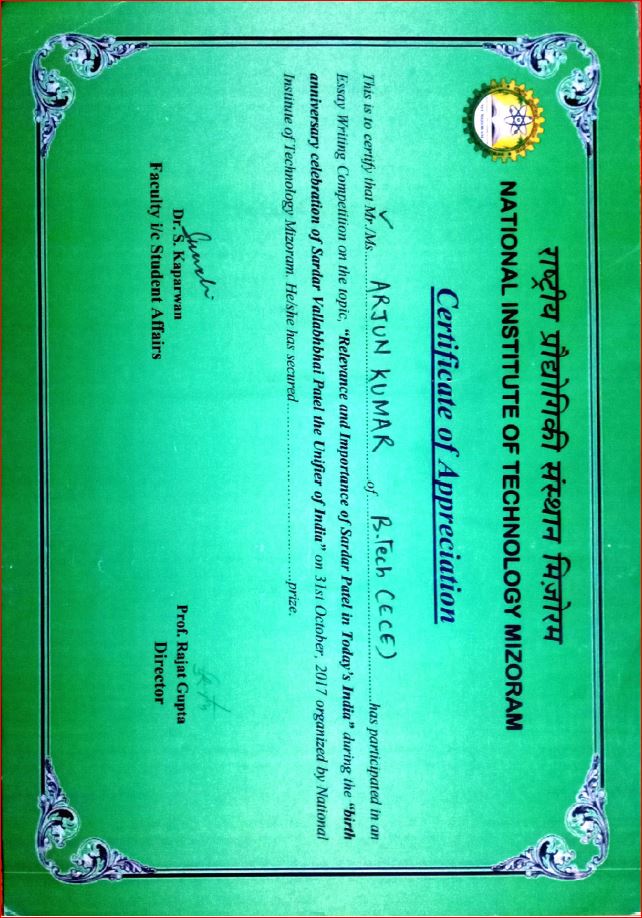 राष्ट्रीय प्रौद्योगिकी संस्थान मिज़ोरम
NATIONAL INSTITUTE OF TECHNOLOGY MIZORAM
Certificate of Appreciation
This is to certify that Mr./Ms.....ARJUN KUMAR.....of B.Tech (ECE).....has participated in an
Essay Writing Competition on the topic, “Relevance and Importance of Sardar Patel in Today’s India” during the “birth
anniversary celebration of Sardar Vallabhbhai Patel the Unifier of India” on 31st October, 2017 organized by National
Institute of Technology Mizoram. He/she has secured...............................prize.
Dr. S. Kaparwan
Faculty i/c Student Affairs
Prof. Rajat Gupta
Director